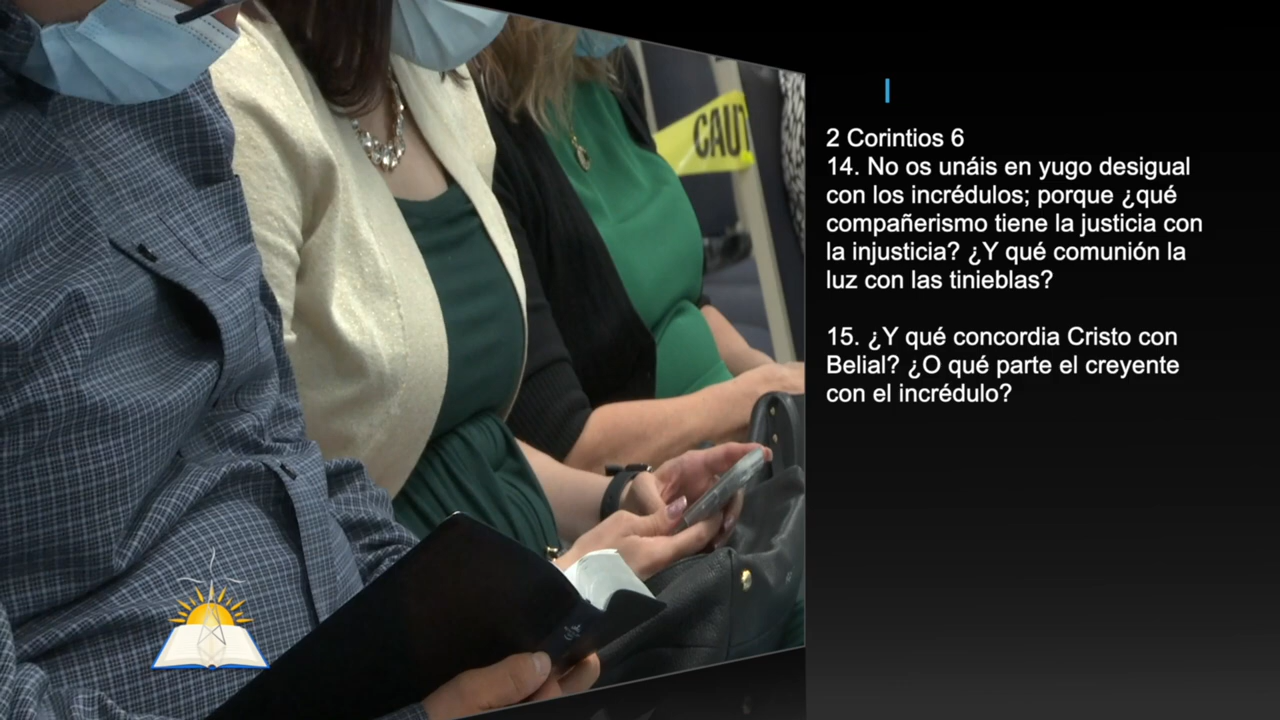 CAUT
2 Corintios 6
14. No os unáis en yugo desigual
con los incrédulos; porque ¿qué
compañerismo tiene la justicia con
la injusticia? ¿Y qué comunión la
luz con las tinieblas?
15. ¿Y qué concordia Cristo con
Belial? ¿O qué parte el creyente
con el incrédulo?